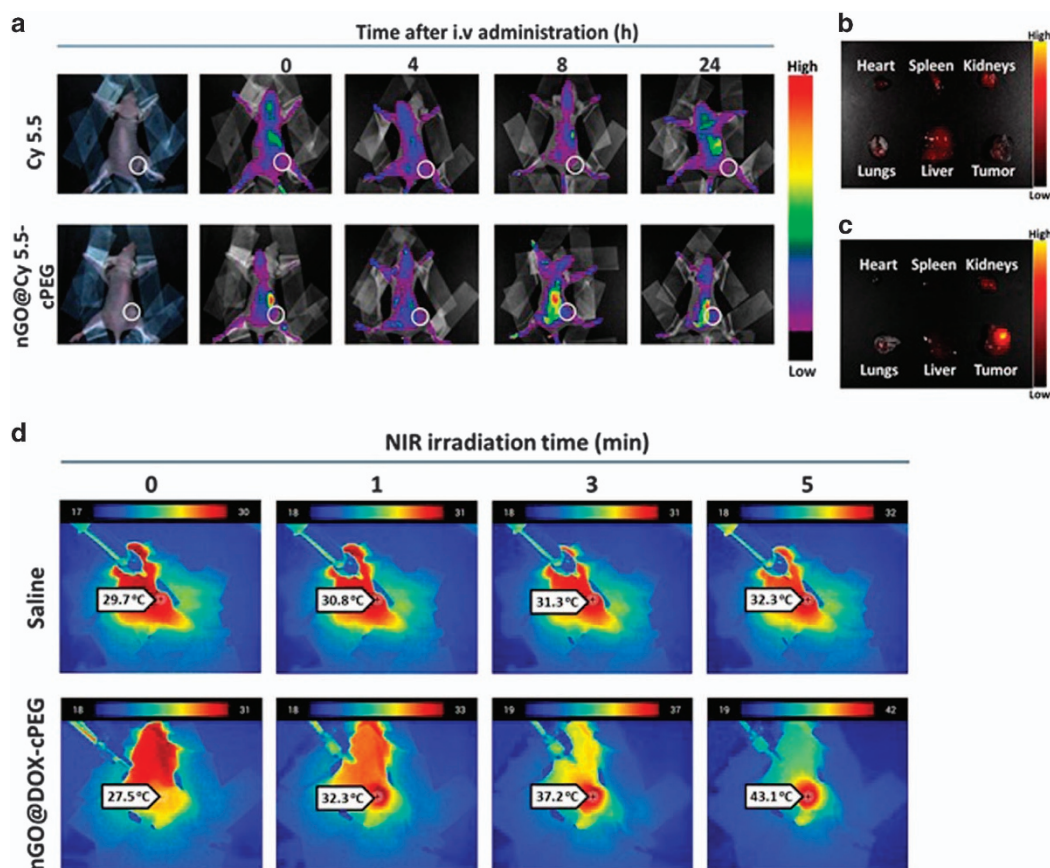 a
Time after i.v administration (h)
0 4 8 24
Cy 5.5
nGO@Cy 5.5-
cPEG
High
Low
b
Heart Spleen Kidneys
Lungs Liver Tumor
High
Low
c
Heart Spleen Kidneys
Lungs Liver Tumor
High
Low
d
NIR irradiation time (min)
0 1 3 5
Saline
17 30
18 31
18 31
18 32
29.7°C
30.8°C
31.3°C
32.3°C
nGO@DOX-cPEG
18 31
18 33
19 37
19 42
27.5°C
32.3°C
37.2°C
43.1°C